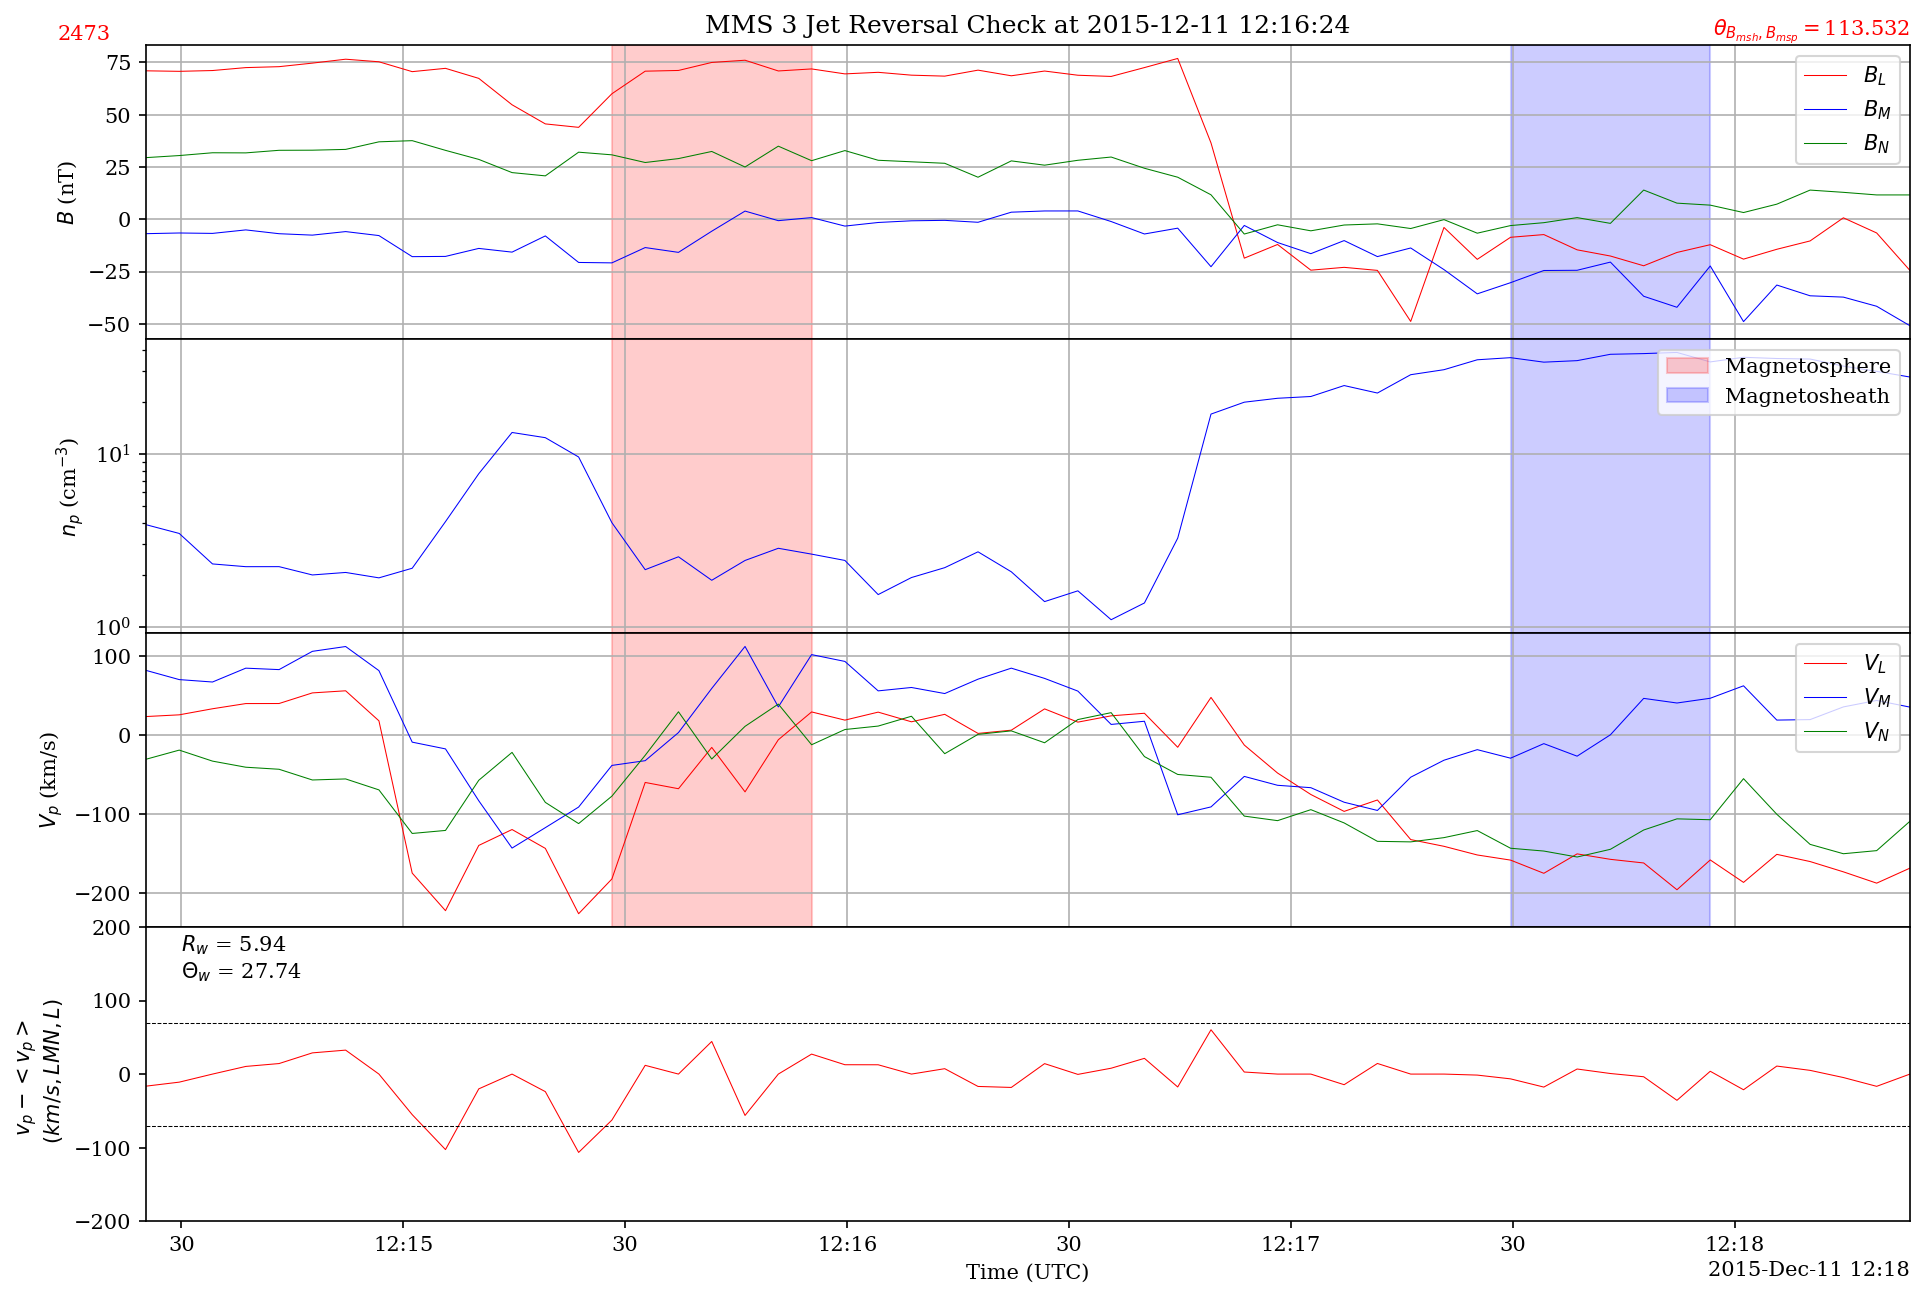 MMS 3 Jet Reversal Check at 2015-12-11 12:16:24
2473
θ_{B_{msh}, B_{msp}} = 113.532
75
50
25
0
−25
−50
B (nT)
B_L
B_M
B_N
10^1
10^0
n_p (cm^{−3})
Magnetosphere
Magnetosheath
100
0
−100
−200
V_p (km/s)
V_L
V_M
V_N
200
100
0
−100
−200
v_p − < v_p >
(km/s, LMN, L)
R_w = 5.94
Θ_w = 27.74
30 12:15 30 12:16 30 12:17 30 12:18
Time (UTC)
2015-Dec-11 12:18